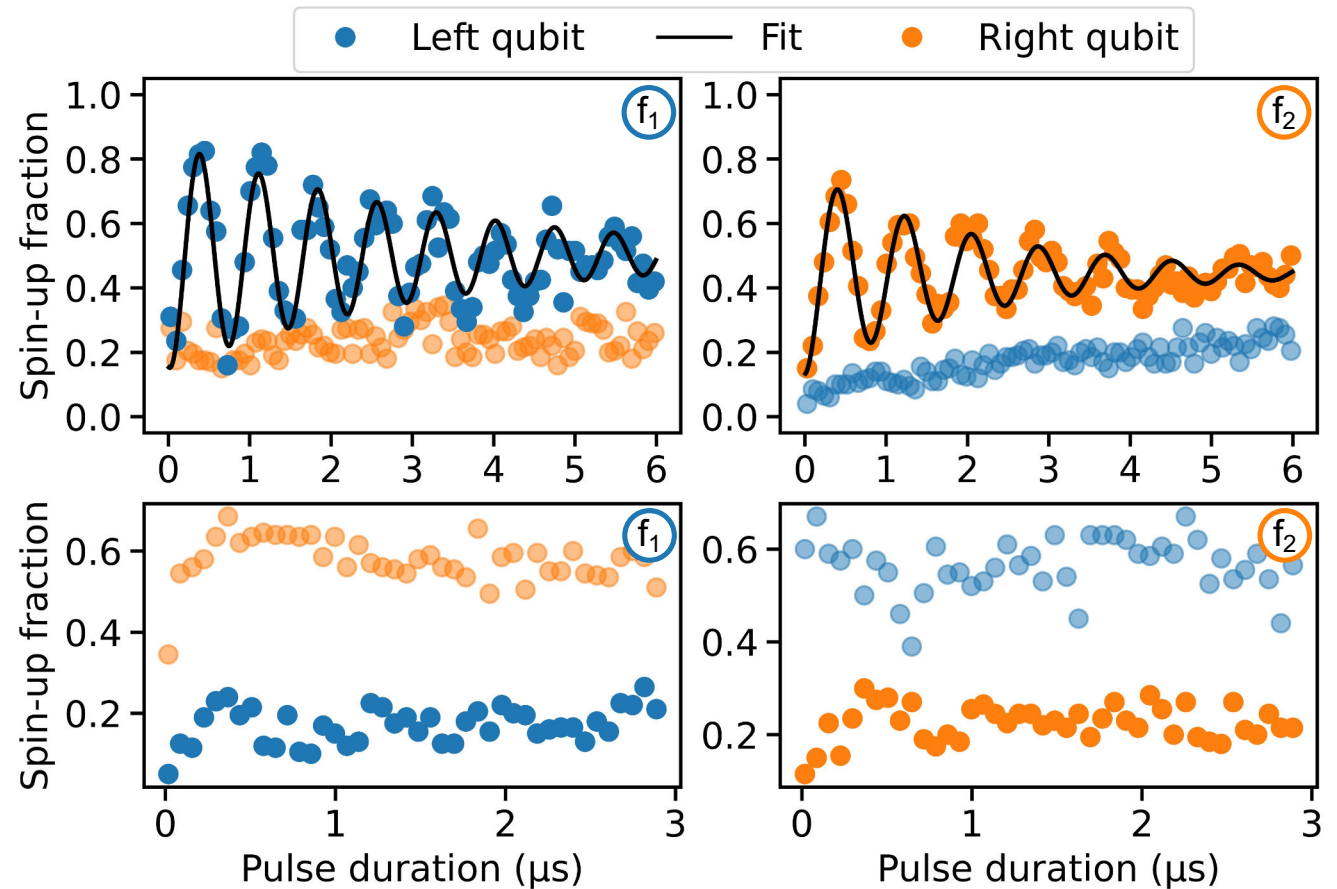 Left qubit Fit Right qubit
Spin-up fraction
1.0
0.8
0.6
0.4
0.2
0.0
f1
0 1 2 3 4 5 6
1.0
0.8
0.6
0.4
0.2
0.0
f2
0 1 2 3 4 5 6
Spin-up fraction
0.6
0.4
0.2
f1
0 1 2 3
Pulse duration (μs)
0.6
0.4
0.2
f2
0 1 2 3
Pulse duration (μs)